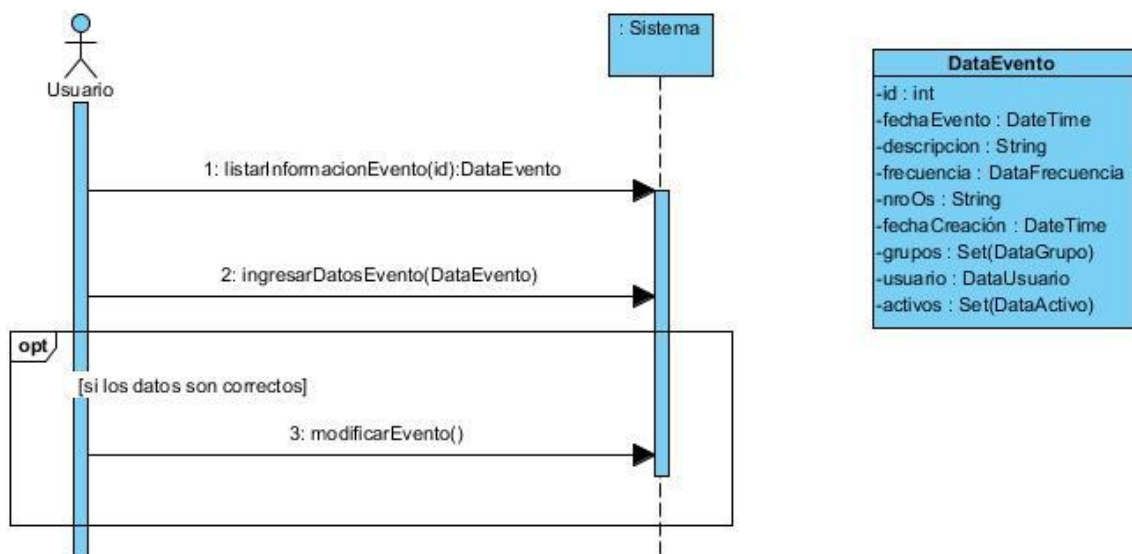 Usuario
: Sistema
1: listarInformacionEvento(id):DataEvento
2: ingresarDatosEvento(DataEvento)
opt
[si los datos son correctos]
3: modificarEvento()
DataEvento
-id : int
-fechaEvento : DateTime
-descripcion : String
-frecuencia : DataFrecuencia
-nroOs : String
-fechaCreación : DateTime
-grupos : Set(DataGrupo)
-usuario : DataUsuario
-activos : Set(DataActivo)